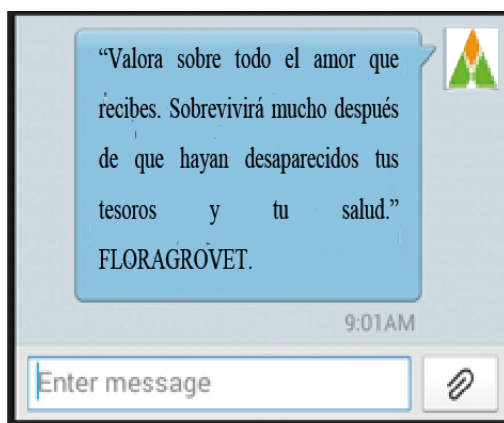 “Valora sobre todo el amor que
recibes. Sobrevivirá mucho después
de que hayan desaparecidos tus
tesoros y tu salud.”
FLORAGROVET.
9:01AM
Enter message